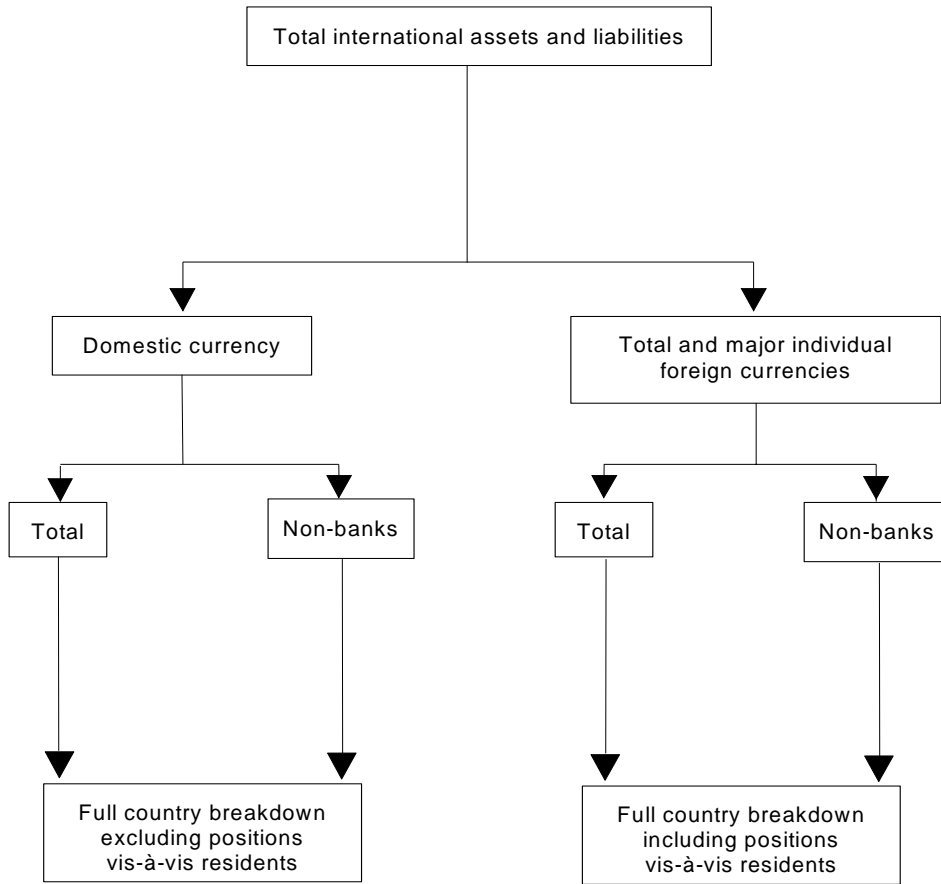 Total international assets and liabilities
Domestic currency
Total and major individual
foreign currencies
Total
Non-banks
Total
Non-banks
Full country breakdown
excluding positions
vis-à-vis residents
Full country breakdown
including positions
vis-à-vis residents